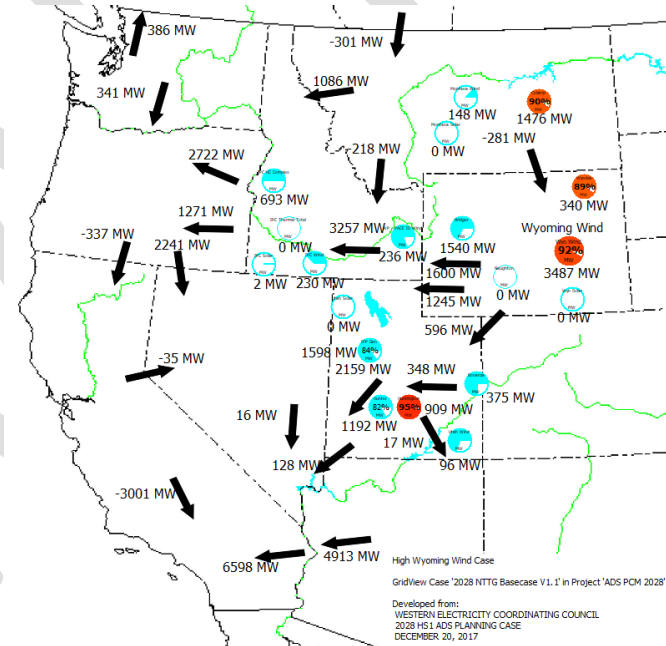 386 MW
-301 MW
341 MW
1086 MW
148 MW
90%
MW
1476 MW
0 MW
-281 MW
2722 MW
-218 MW
693 MW
89%
MW
340 MW
1271 MW
3257 MW
Wyoming Wind
-337 MW
2241 MW
0 MW
236 MW
1540 MW
92%
MW
3487 MW
2 MW
230 MW
1600 MW
1245 MW
0 MW
0 MW
0 MW
596 MW
1598 MW
84%
MW
-35 MW
2159 MW
348 MW
375 MW
82%
MW
95%
MW
909 MW
16 MW
1192 MW
17 MW
128 MW
96 MW
-3001 MW
6598 MW
4913 MW
High Wyoming Wind Case
GridView Case '2028 NTTG Basecase V1.1' in Project 'ADS PCM 2028'
Developed from:
WESTERN ELECTRICITY COORDINATING COUNCIL
2028 HS1 ADS PLANNING CASE
DECEMBER 20, 2017